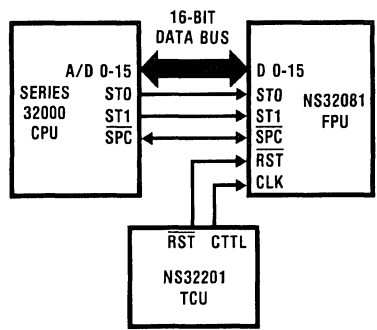 16-BIT
DATA BUS
A/D 0-15
D 0-15
SERIES
32000
CPU
ST0
ST1
SPC
ST0
ST1
SPC
RST
CLK
NS32081
FPU
RST CTTL
NS32201
TCU